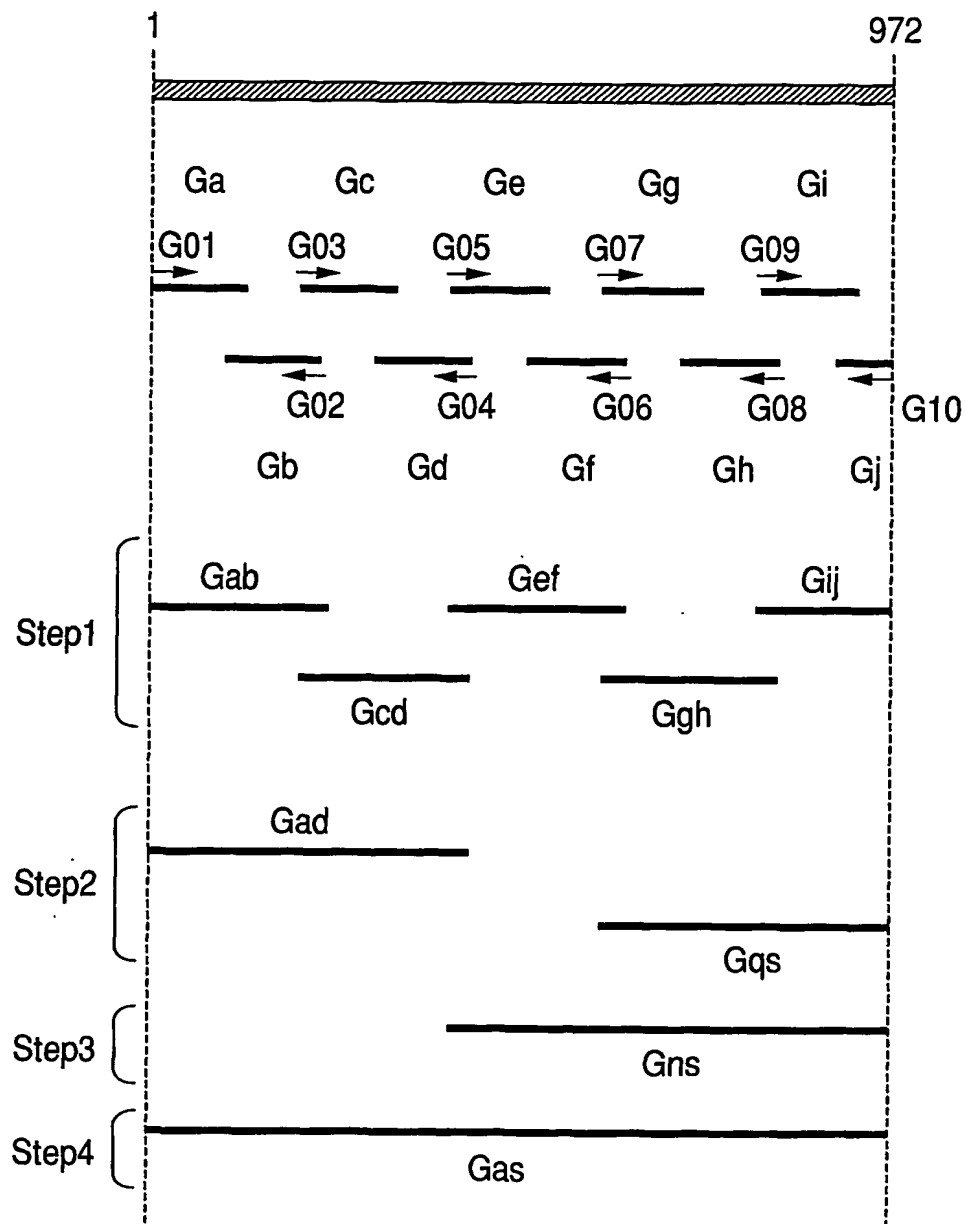 1 972
Ga Gc Ge Gg Gi
G01 G03 G05 G07 G09
G02 G04 G06 G08 G10
Gb Gd Gf Gh Gj
Step1
Gab Gef Gij
Gcd Ggh
Step2
Gad
Gqs
Step3
Gns
Step4
Gas